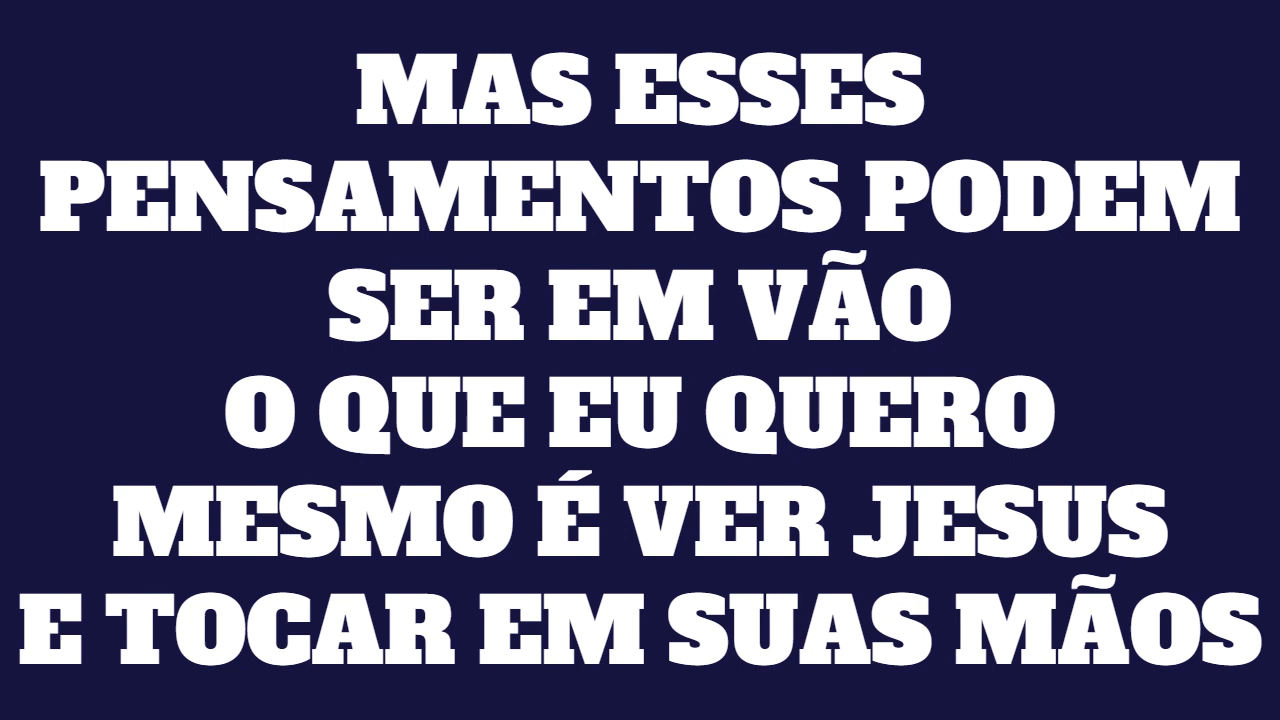 MAS ESSES
PENSAMENTOS PODEM
SER EM VÃO
O QUE EU QUERO
MESMO É VER JESUS
E TOCAR EM SUAS MÃOS